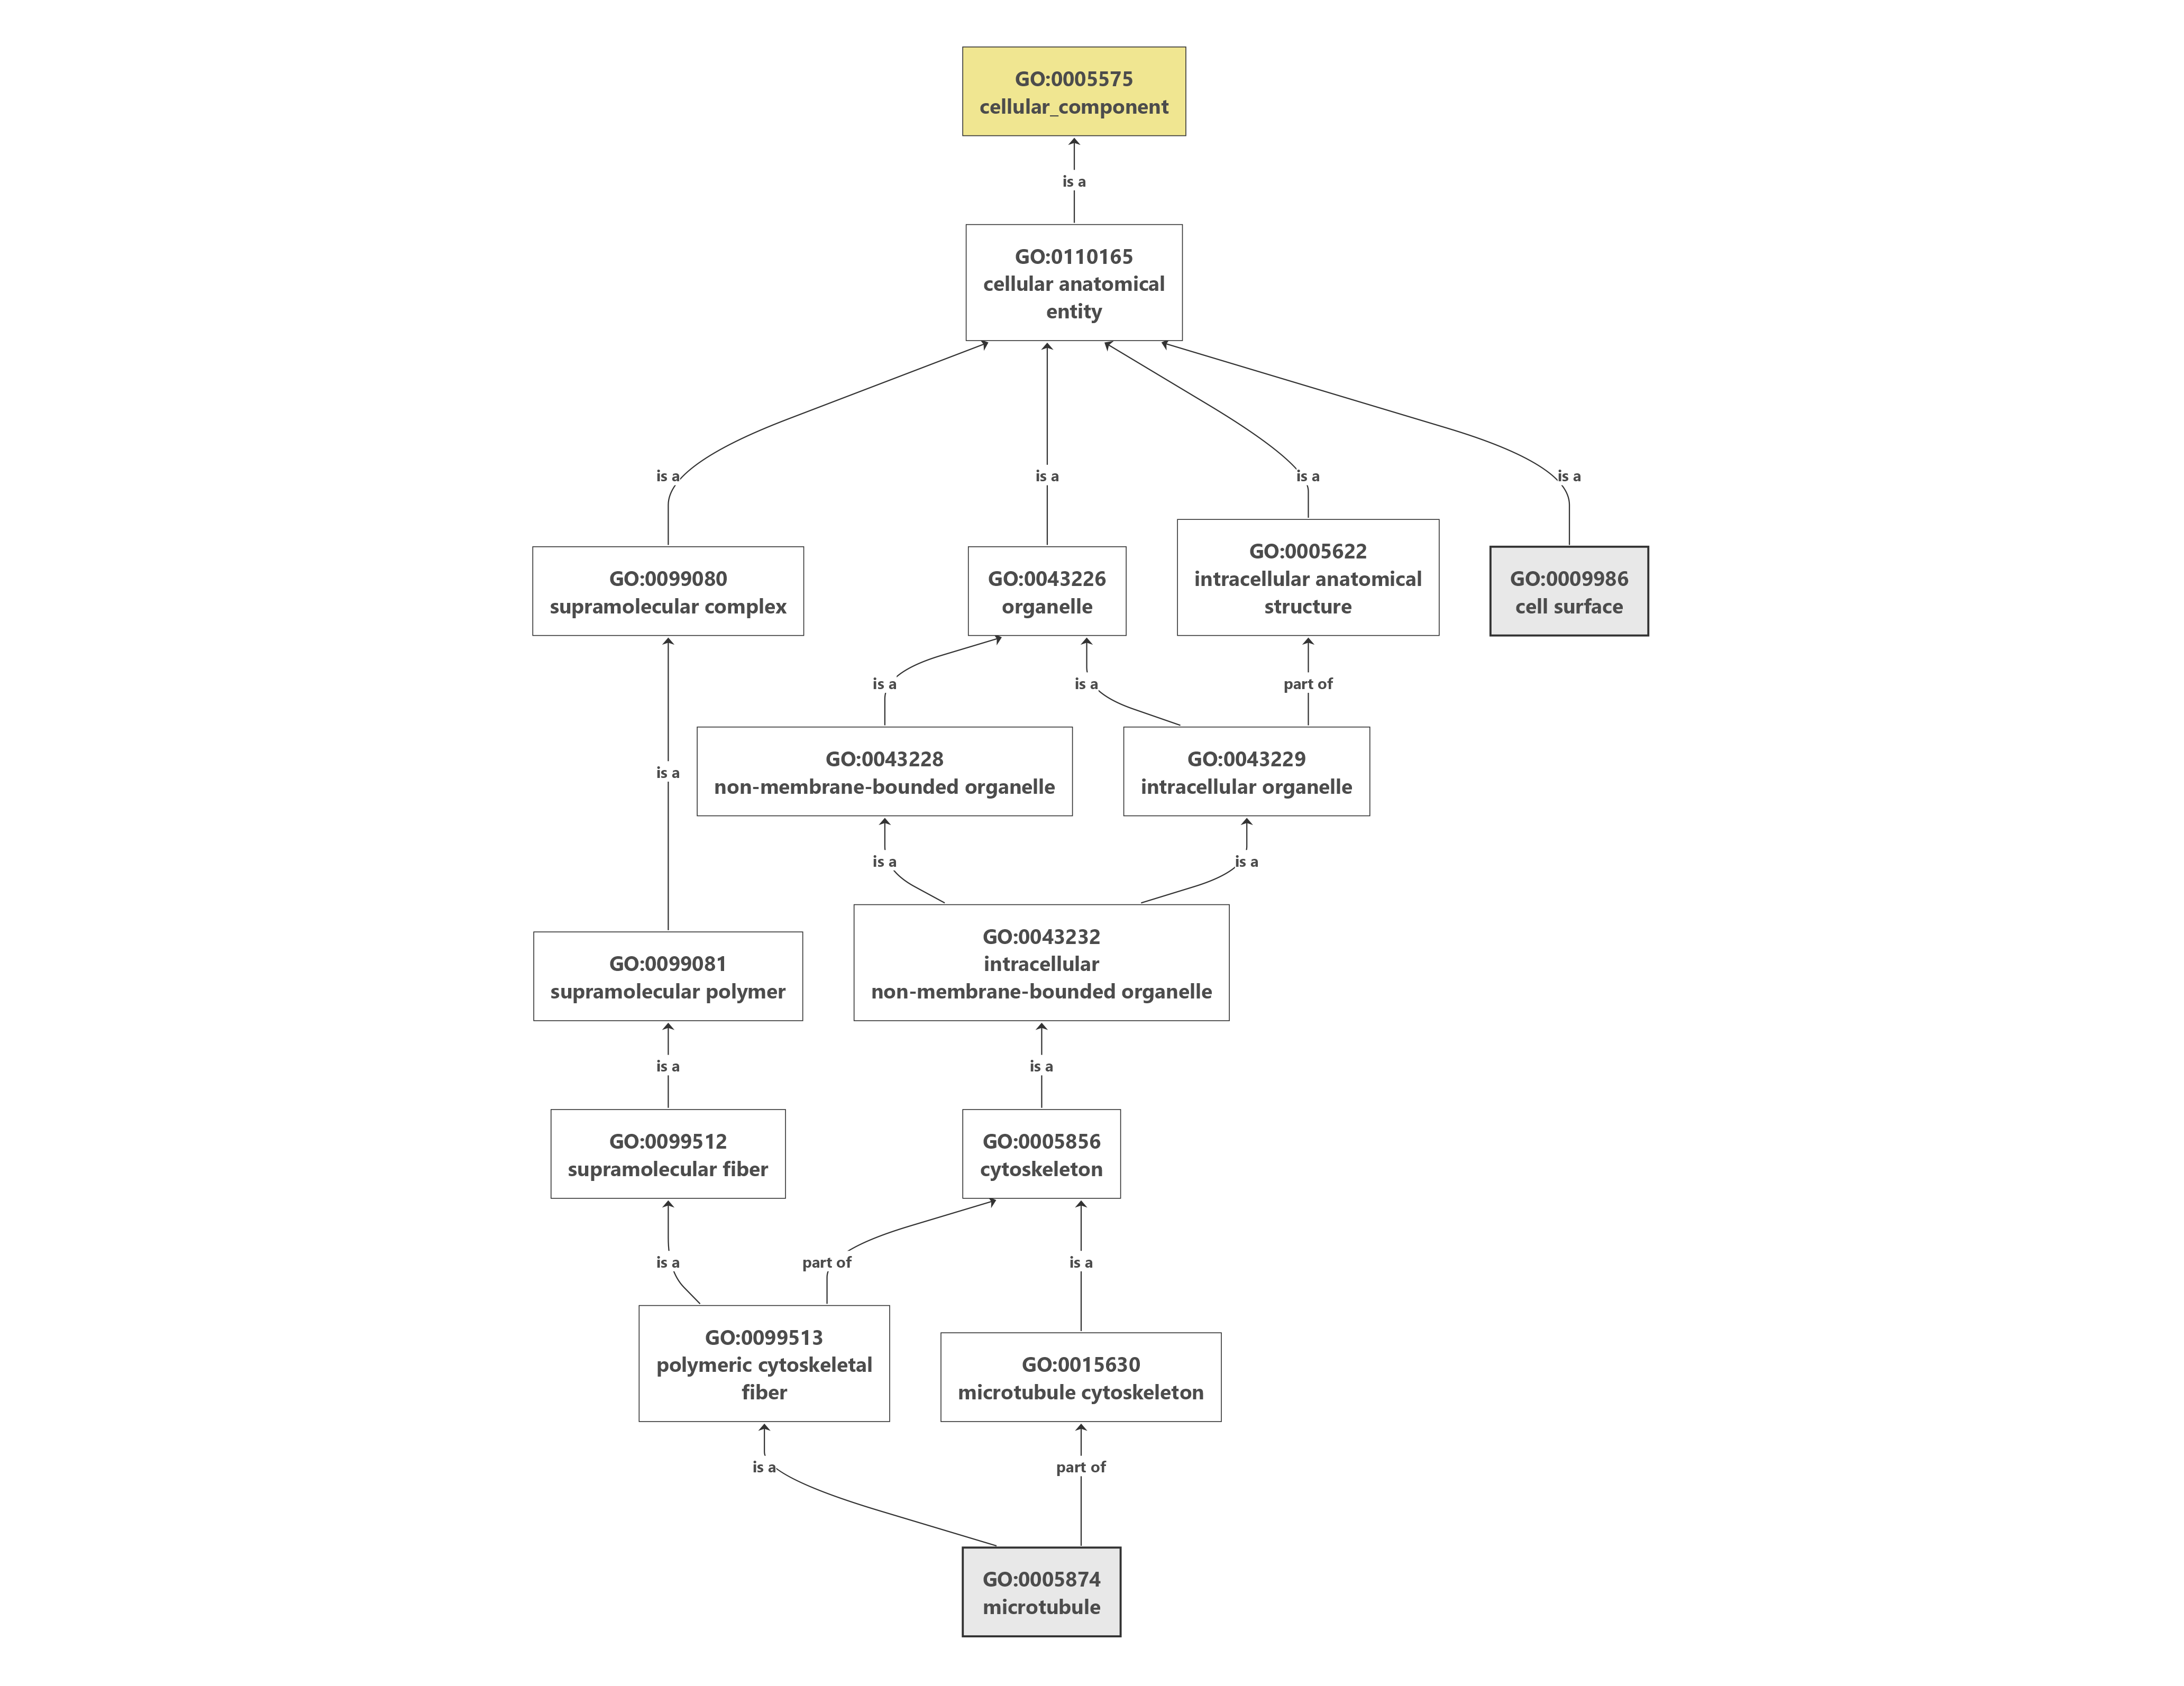 GO:0005575
cellular_component
is a
GO:0110165
cellular anatomical
entity
is a
is a
is a
is a
GO:0099080
supramolecular complex
GO:0043226
organelle
GO:0005622
intracellular anatomical
structure
GO:0009986
cell surface
is a
is a
part of
GO:0043228
non-membrane-bounded organelle
GO:0043229
intracellular organelle
is a
is a
is a
GO:0099081
supramolecular polymer
GO:0043232
intracellular
non-membrane-bounded organelle
is a
is a
GO:0099512
supramolecular fiber
GO:0005856
cytoskeleton
is a
part of
is a
GO:0099513
polymeric cytoskeletal
fiber
GO:0015630
microtubule cytoskeleton
is a
part of
GO:0005874
microtubule